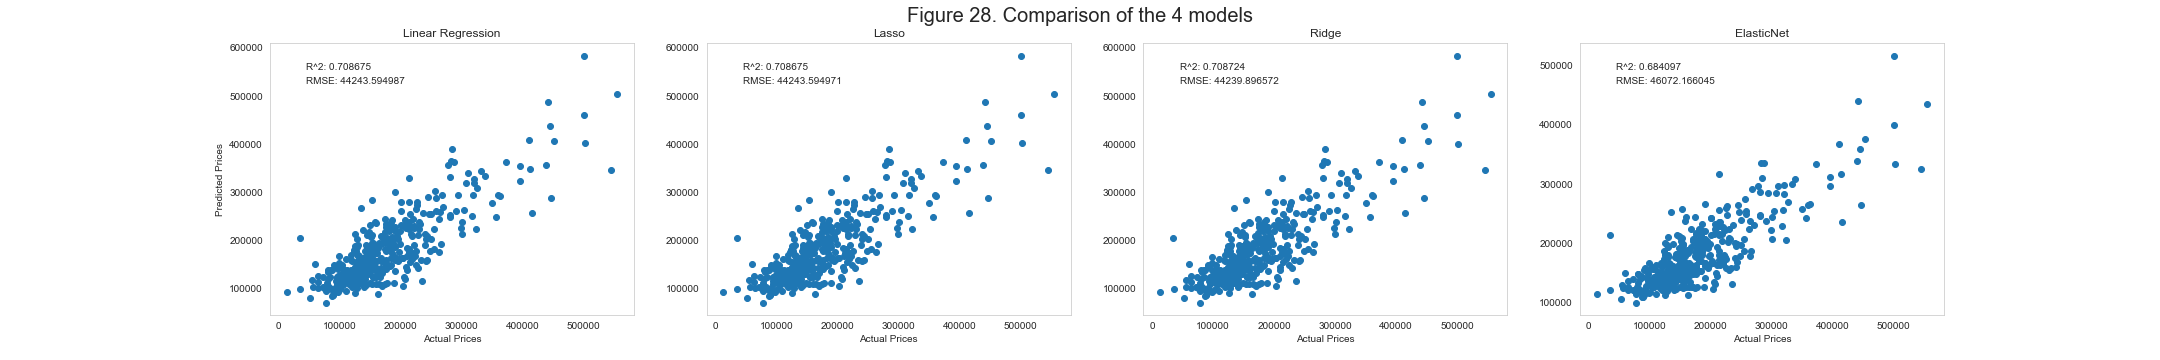 Figure 28. Comparison of the 4 models
Linear Regression
R^2: 0.708675
RMSE: 44243.594987
600000
500000
400000
300000
200000
100000
Predicted Prices
0
100000
200000
300000
400000
500000
Actual Prices
Lasso
R^2: 0.708675
RMSE: 44243.594971
600000
500000
400000
300000
200000
100000
0
100000
200000
300000
400000
500000
Actual Prices
Ridge
R^2: 0.708724
RMSE: 44239.896572
600000
500000
400000
300000
200000
100000
0
100000
200000
300000
400000
500000
Actual Prices
ElasticNet
R^2: 0.684097
RMSE: 46072.166045
500000
400000
300000
200000
100000
0
100000
200000
300000
400000
500000
Actual Prices